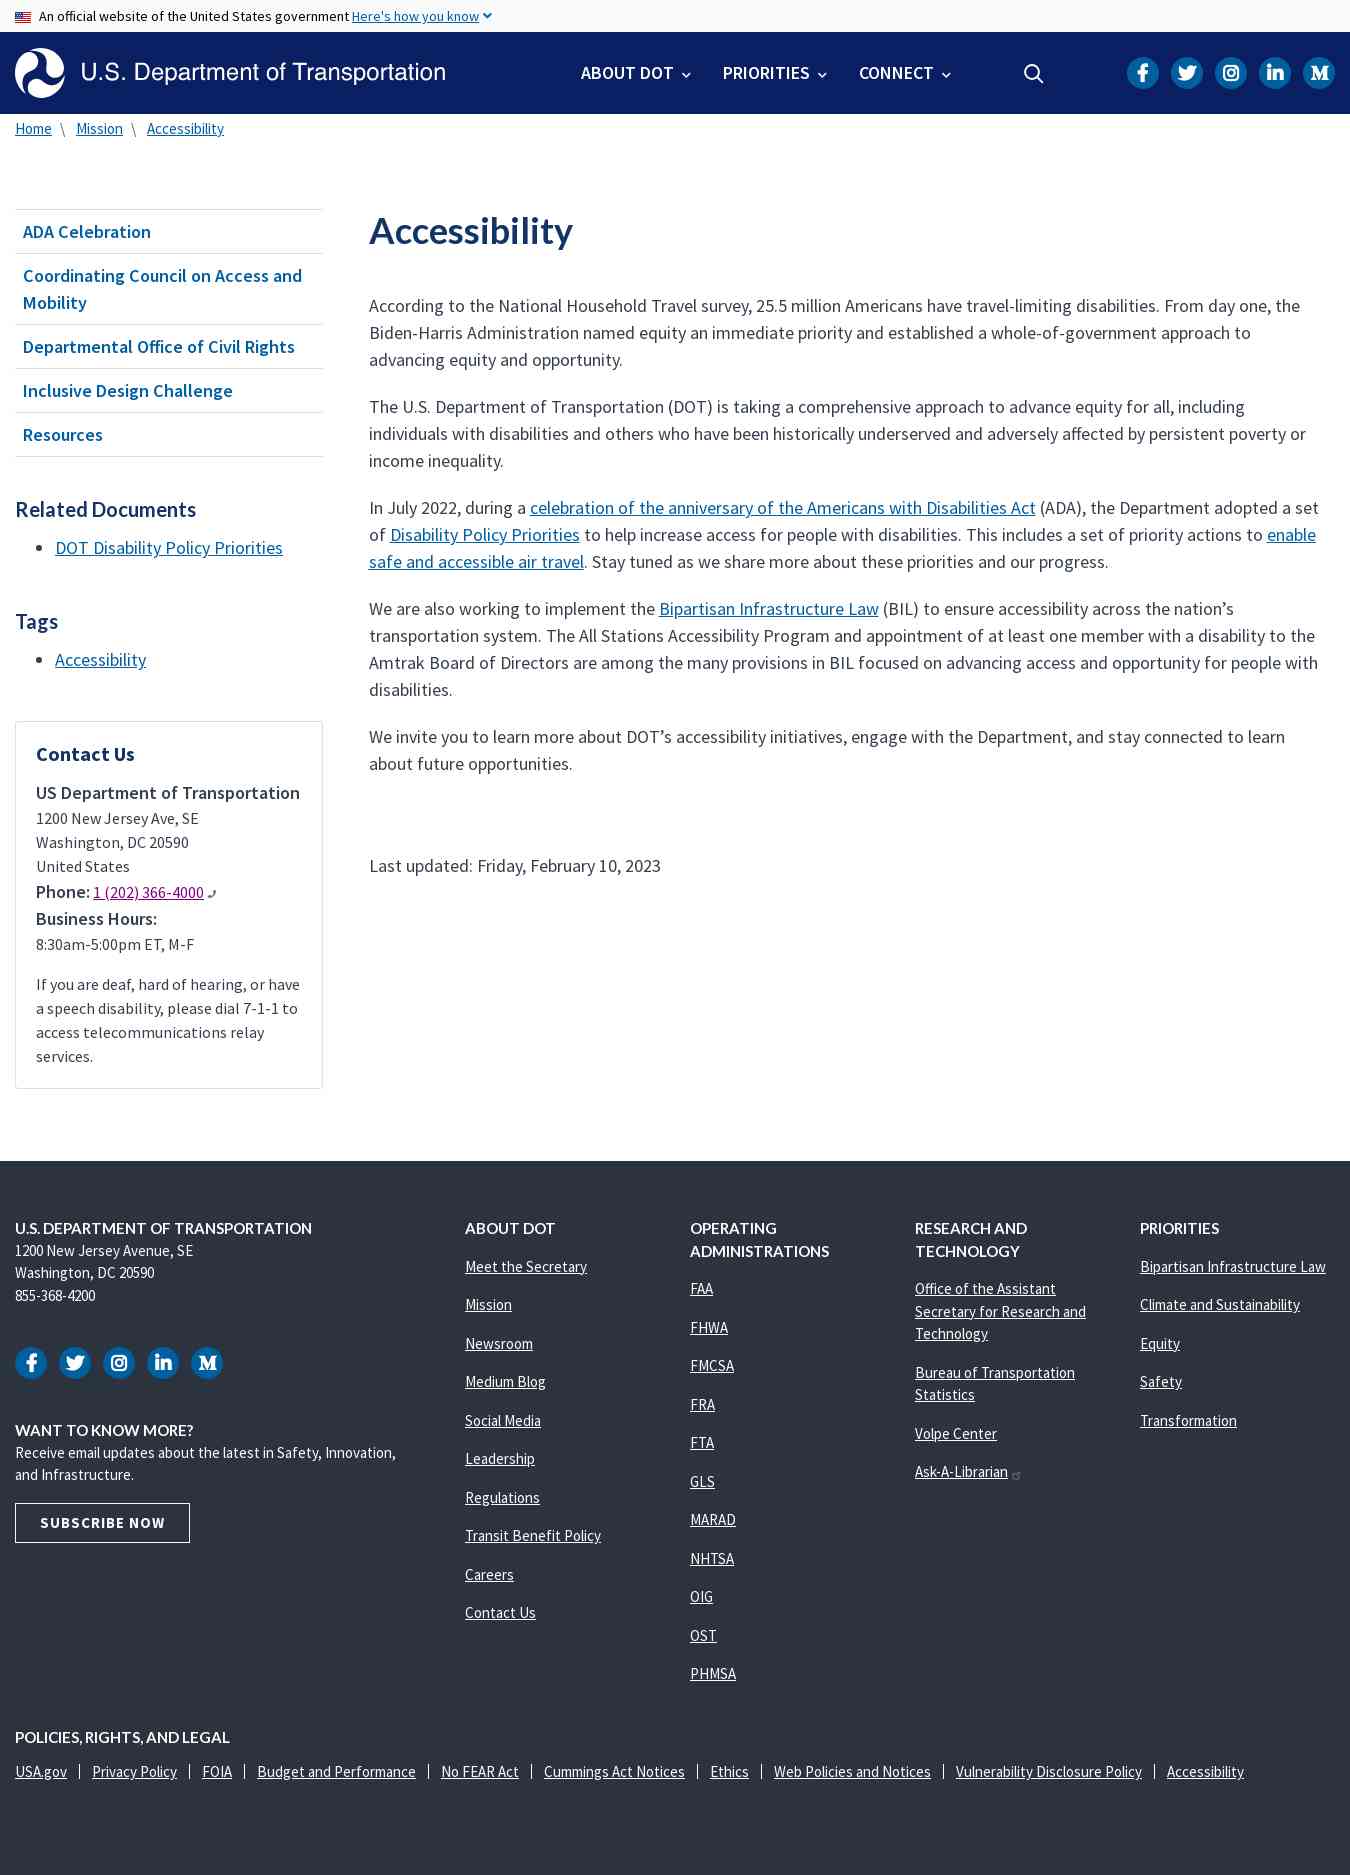 An official website of the United States government Here's how you know
U.S. Department of Transportation
ABOUT DOT
PRIORITIES
CONNECT
Home \ Mission \ Accessibility
ADA Celebration
Coordinating Council on Access and
Mobility
Departmental Office of Civil Rights
Inclusive Design Challenge
Resources
Related Documents
DOT Disability Policy Priorities
Tags
Accessibility
Contact Us
US Department of Transportation
1200 New Jersey Ave, SE
Washington, DC 20590
United States
Phone: 1 (202) 366-4000
Business Hours:
8:30am-5:00pm ET, M-F
If you are deaf, hard of hearing, or have
a speech disability, please dial 7-1-1 to
access telecommunications relay
services.
Accessibility
According to the National Household Travel survey, 25.5 million Americans have travel-limiting disabilities. From day one, the
Biden-Harris Administration named equity an immediate priority and established a whole-of-government approach to
advancing equity and opportunity.
The U.S. Department of Transportation (DOT) is taking a comprehensive approach to advance equity for all, including
individuals with disabilities and others who have been historically underserved and adversely affected by persistent poverty or
income inequality.
In July 2022, during a celebration of the anniversary of the Americans with Disabilities Act (ADA), the Department adopted a set
of Disability Policy Priorities to help increase access for people with disabilities. This includes a set of priority actions to enable
safe and accessible air travel. Stay tuned as we share more about these priorities and our progress.
We are also working to implement the Bipartisan Infrastructure Law (BIL) to ensure accessibility across the nation’s
transportation system. The All Stations Accessibility Program and appointment of at least one member with a disability to the
Amtrak Board of Directors are among the many provisions in BIL focused on advancing access and opportunity for people with
disabilities.
We invite you to learn more about DOT’s accessibility initiatives, engage with the Department, and stay connected to learn
about future opportunities.
Last updated: Friday, February 10, 2023
U.S. DEPARTMENT OF TRANSPORTATION
1200 New Jersey Avenue, SE
Washington, DC 20590
855-368-4200
WANT TO KNOW MORE?
Receive email updates about the latest in Safety, Innovation,
and Infrastructure.
SUBSCRIBE NOW
ABOUT DOT
Meet the Secretary
Mission
Newsroom
Medium Blog
Social Media
Leadership
Regulations
Transit Benefit Policy
Careers
Contact Us
OPERATING
ADMINISTRATIONS
FAA
FHWA
FMCSA
FRA
FTA
GLS
MARAD
NHTSA
OIG
OST
PHMSA
RESEARCH AND
TECHNOLOGY
Office of the Assistant
Secretary for Research and
Technology
Bureau of Transportation
Statistics
Volpe Center
Ask-A-Librarian
PRIORITIES
Bipartisan Infrastructure Law
Climate and Sustainability
Equity
Safety
Transformation
POLICIES, RIGHTS, AND LEGAL
USA.gov | Privacy Policy | FOIA | Budget and Performance | No FEAR Act | Cummings Act Notices | Ethics | Web Policies and Notices | Vulnerability Disclosure Policy | Accessibility